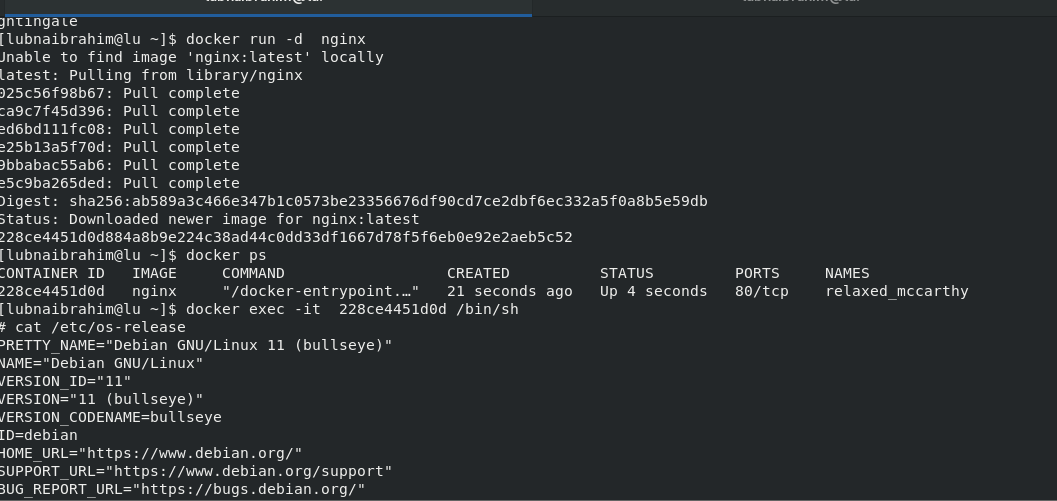 lubnaibrahim@lu:~ lubnaibrahim@lu:~
ghtingale
[lubnaibrahim@lu ~]$ docker run -d  nginx
Unable to find image 'nginx:latest' locally
latest: Pulling from library/nginx
025c56f98b67: Pull complete
ca9c7f45d396: Pull complete
ed6bd111fc08: Pull complete
e25b13a5f70d: Pull complete
9bbabac55ab6: Pull complete
e5c9ba265ded: Pull complete
Digest: sha256:ab589a3c466e347b1c0573be23356676df90cd7ce2dbf6ec332a5f0a8b5e59db
Status: Downloaded newer image for nginx:latest
228ce4451d0d884a8b9e224c38ad44c0dd33df1667d78f5f6eb0e92e2aeb5c52
[lubnaibrahim@lu ~]$ docker ps
CONTAINER ID   IMAGE     COMMAND                  CREATED          STATUS         PORTS     NAMES
228ce4451d0d   nginx     "/docker-entrypoint.…"   21 seconds ago   Up 4 seconds   80/tcp    relaxed_mccarthy
[lubnaibrahim@lu ~]$ docker exec -it  228ce4451d0d /bin/sh
# cat /etc/os-release
PRETTY_NAME="Debian GNU/Linux 11 (bullseye)"
NAME="Debian GNU/Linux"
VERSION_ID="11"
VERSION="11 (bullseye)"
VERSION_CODENAME=bullseye
ID=debian
HOME_URL="https://www.debian.org/"
SUPPORT_URL="https://www.debian.org/support"
BUG_REPORT_URL="https://bugs.debian.org/"